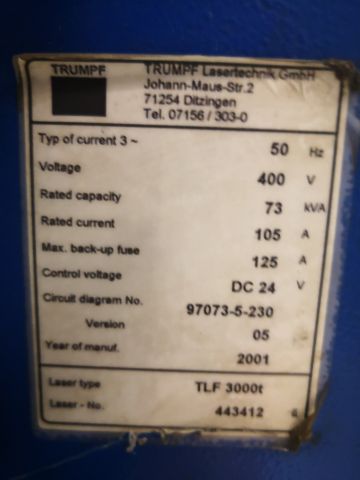 TRUMPF
TRUMPF Lasertechnik GmbH
Johann-Maus-Str.2
71254 Ditzingen
Tel. 07156 / 303-0
Typ of current 3 ~ 50 Hz
Voltage 400 V
Rated capacity 73 kVA
Rated current 105 A
Max. back-up fuse 125 A
Control voltage DC 24 V
Circuit diagram No. 97073-5-230
Version 05
Year of manuf. 2001
Laser type TLF 3000t
Laser - No. 443412